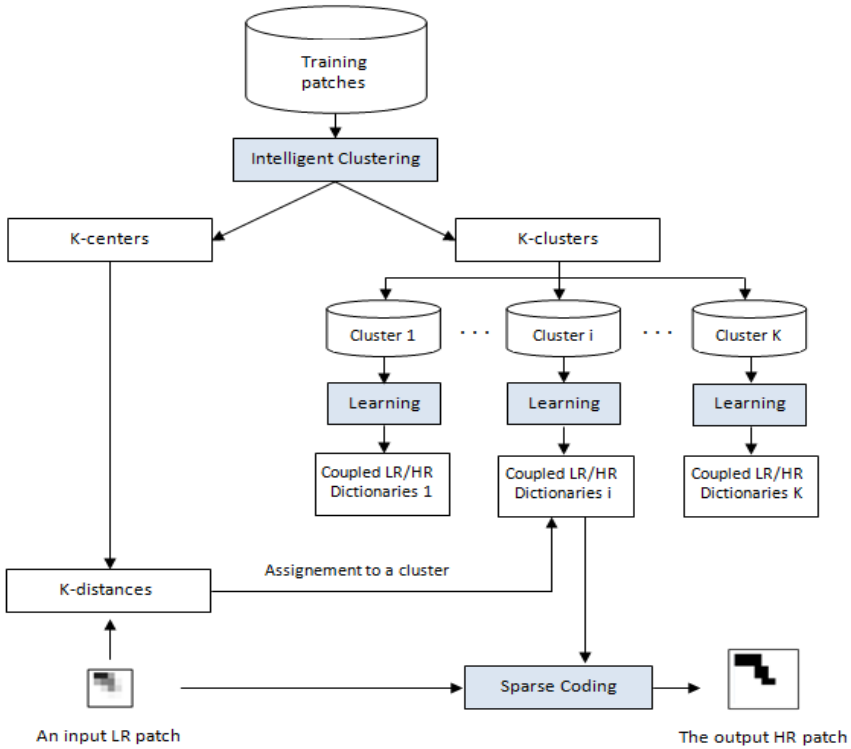 Training
patches
Intelligent Clustering
K-centers
K-clusters
Cluster 1
. . .
Cluster i
. . .
Cluster K
Learning
Learning
Learning
Coupled LR/HR
Dictionaries 1
Coupled LR/HR
Dictionaries i
Coupled LR/HR
Dictionaries K
K-distances
Assignement to a cluster
Sparse Coding
An input LR patch
The output HR patch